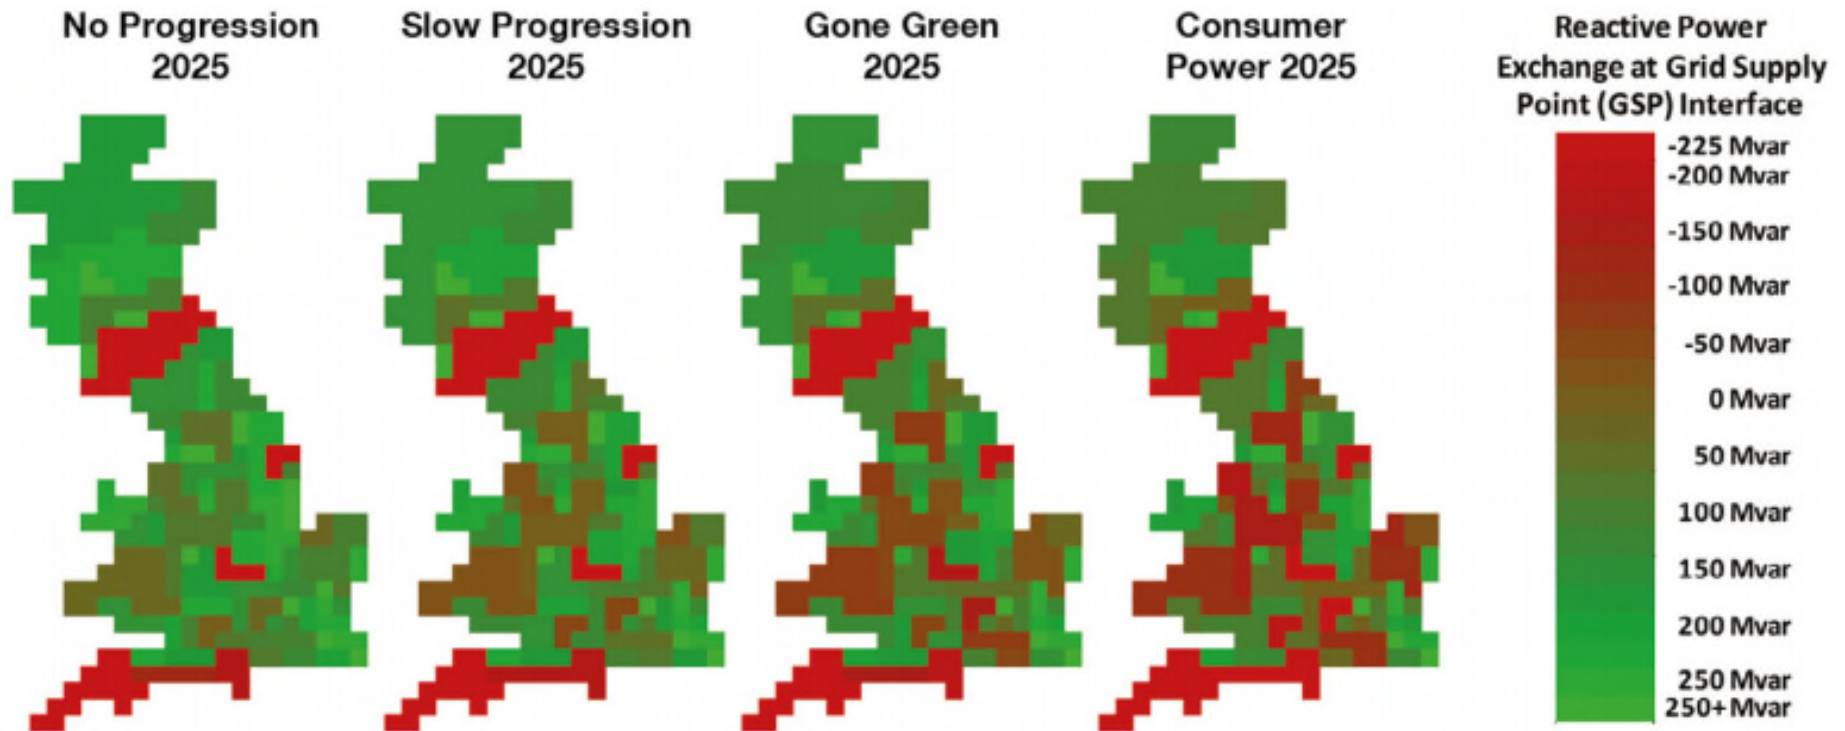 No Progression
2025
Slow Progression
2025
Gone Green
2025
Consumer
Power 2025
Reactive Power
Exchange at Grid Supply
Point (GSP) Interface
-225 Mvar
-200 Mvar
-150 Mvar
-100 Mvar
-50 Mvar
0 Mvar
50 Mvar
100 Mvar
150 Mvar
200 Mvar
250 Mvar
250+ Mvar